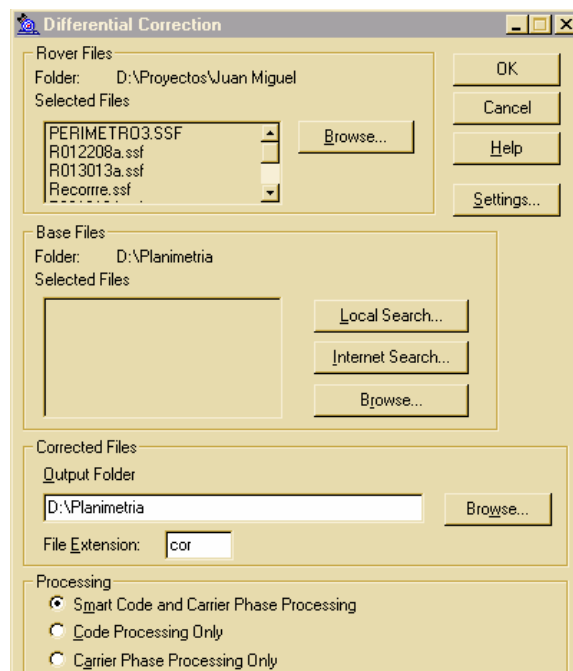 Differential Correction
Rover Files
Folder: D:\Proyectos\Juan Miguel
Selected Files
PERIMETRO3.SSF
R012208a.ssf
R013013a.ssf
Recorrre.ssf
Browse...
OK
Cancel
Help
Settings...
Base Files
Folder: D:\Planimetria
Selected Files
Local Search...
Internet Search...
Browse...
Corrected Files
Output Folder
D:\Planimetria
Browse...
File Extension: cor
Processing
Smart Code and Carrier Phase Processing
Code Processing Only
Carrier Phase Processing Only